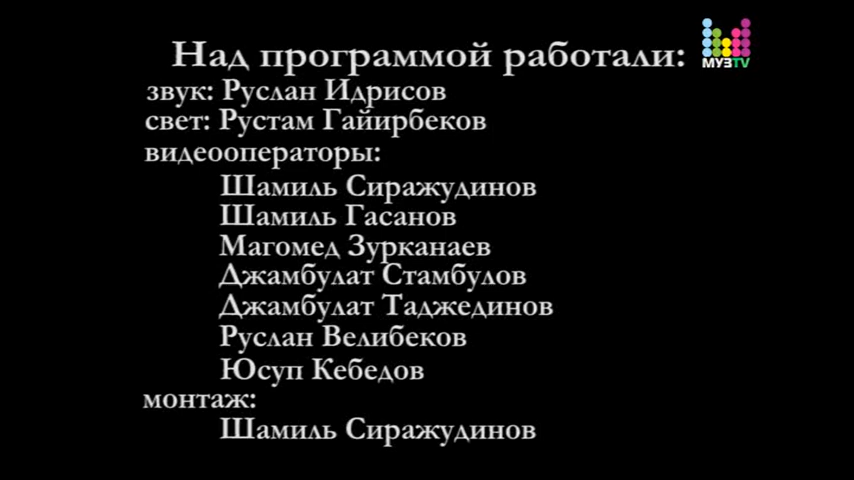 Над программой работали:
МУЗTV
звук: Руслан Идрисов
свет: Рустам Гайирбеков
видеооператоры:
Шамиль Сиражудинов
Шамиль Гасанов
Магомед Зурканаев
Джамбулат Стамбулов
Джамбулат Таджединов
Руслан Велибеков
Юсуп Кебедов
монтаж:
Шамиль Сиражудинов